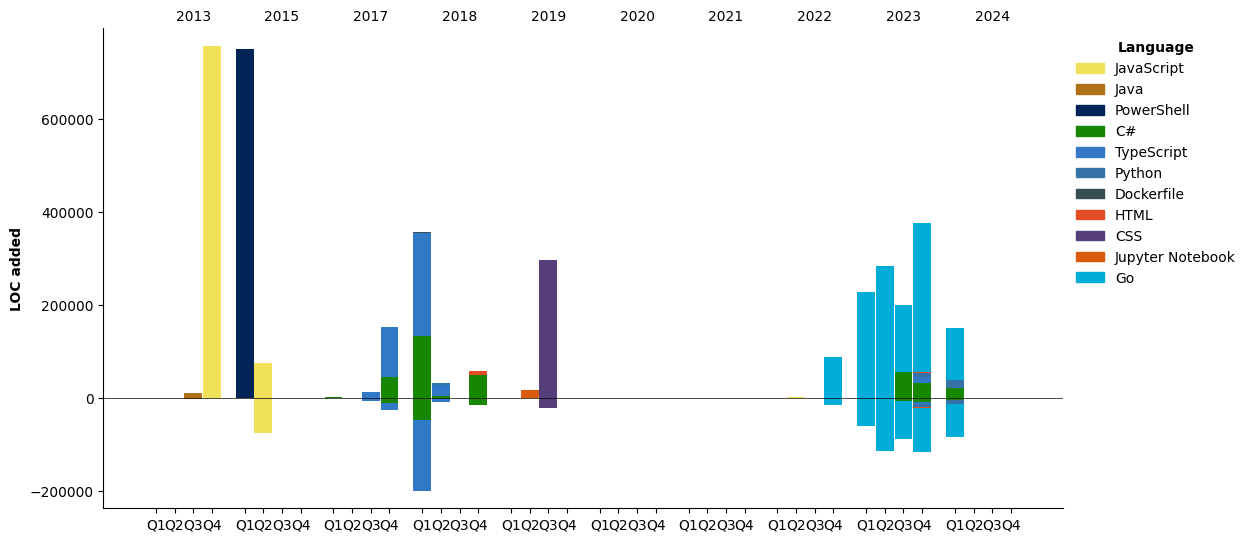 2013 2015 2017 2018 2019 2020 2021 2022 2023 2024
Language
JavaScript
Java
PowerShell
C#
TypeScript
Python
Dockerfile
HTML
CSS
Jupyter Notebook
Go
LOC added
600000
400000
200000
0
−200000
Q1Q2Q3Q4 Q1Q2Q3Q4 Q1Q2Q3Q4 Q1Q2Q3Q4 Q1Q2Q3Q4 Q1Q2Q3Q4 Q1Q2Q3Q4 Q1Q2Q3Q4 Q1Q2Q3Q4 Q1Q2Q3Q4